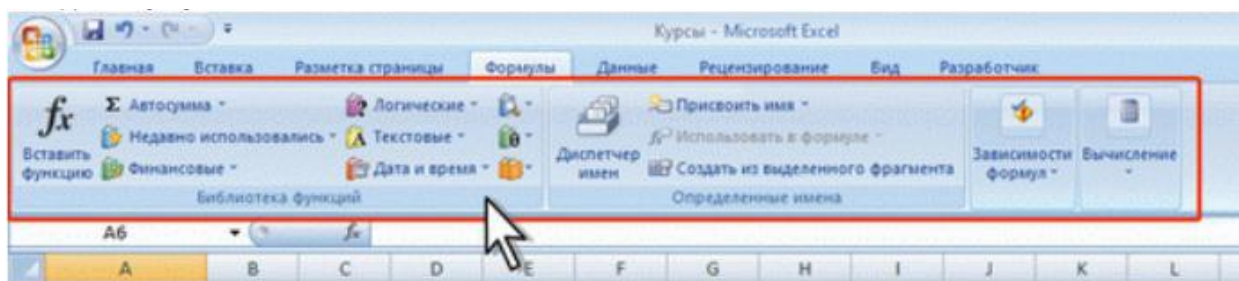 Курсы - Microsoft Excel
Главная Вставка Разметка страницы Формулы Данные Рецензирование Вид Разработчик
fx Вставить функцию
Σ Автосумма
Недавно использовались
Финансовые
Логические
Текстовые
Дата и время
Библиотека функций
Диспетчер имен
Присвоить имя
Использовать в формуле
Создать из выделенного фрагмента
Определенные имена
Зависимости формул
Вычисление
A6 fx
A B C D E F G H I J K L